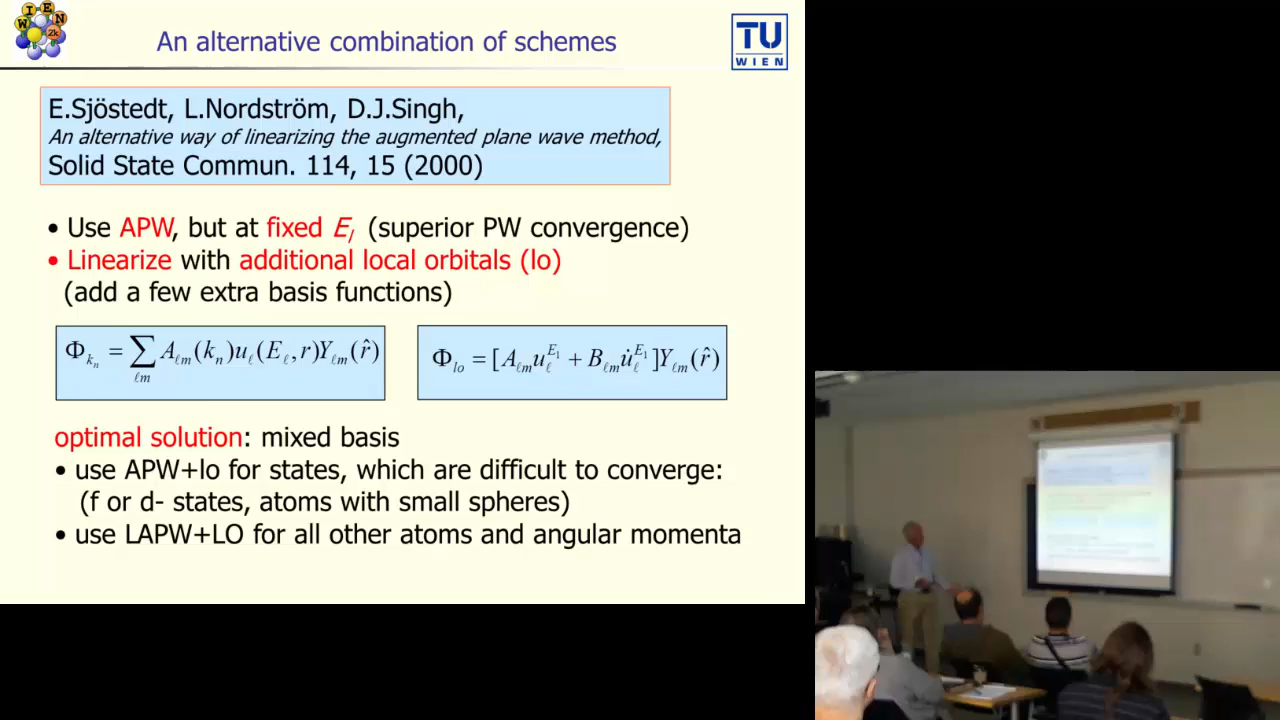 WIEN
2k
An alternative combination of schemes
TU
WIEN
E.Sjöstedt, L.Nordström, D.J.Singh,
An alternative way of linearizing the augmented plane wave method,
Solid State Commun. 114, 15 (2000)
• Use APW, but at fixed E_l (superior PW convergence)
• Linearize with additional local orbitals (lo)
(add a few extra basis functions)
Φ_{k_n} = ∑_{ℓm} A_{ℓm}(k_n)u_ℓ(E_ℓ,r)Y_{ℓm}(r̂)
Φ_{lo} = [A_{ℓm}u_ℓ^{E_1} + B_{ℓm}u̇_ℓ^{E_1}]Y_{ℓm}(r̂)
optimal solution: mixed basis
• use APW+lo for states, which are difficult to converge:
(f or d- states, atoms with small spheres)
• use LAPW+LO for all other atoms and angular momenta